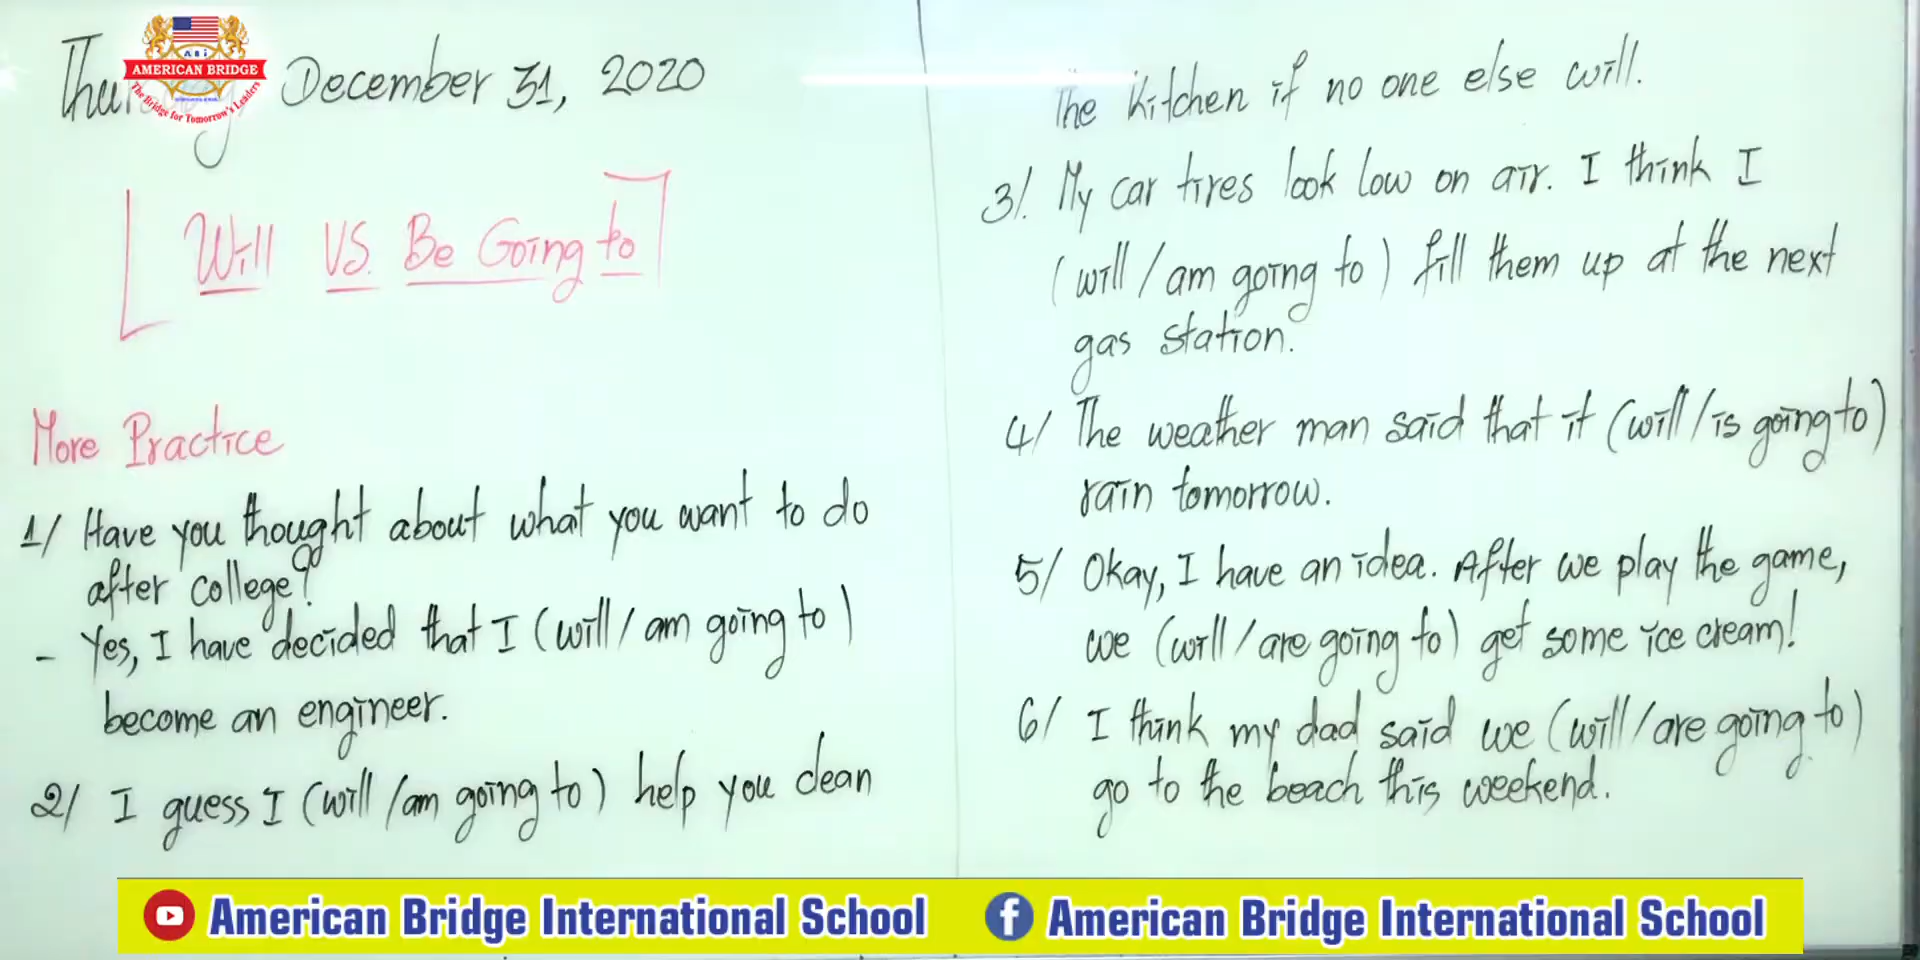 Thursday, December 31, 2020
ABi
AMERICAN BRIDGE
The Bridge for Tomorrow's Leaders
Will VS. Be Going to
More Practice
1/ Have you thought about what you want to do
after college?
- Yes, I have decided that I (will / am going to)
become an engineer.
2/ I guess I (will /am going to) help you clean
the kitchen if no one else will.
3/. My car tires look low on air. I think I
(will / am going to) fill them up at the next
gas station.
4/ The weather man said that it (will / is going to)
rain tomorrow.
5/ Okay, I have an idea. After we play the game,
we (will / are going to) get some ice cream!
6/ I think my dad said we (will / are going to)
go to the beach this weekend.
American Bridge International School
American Bridge International School